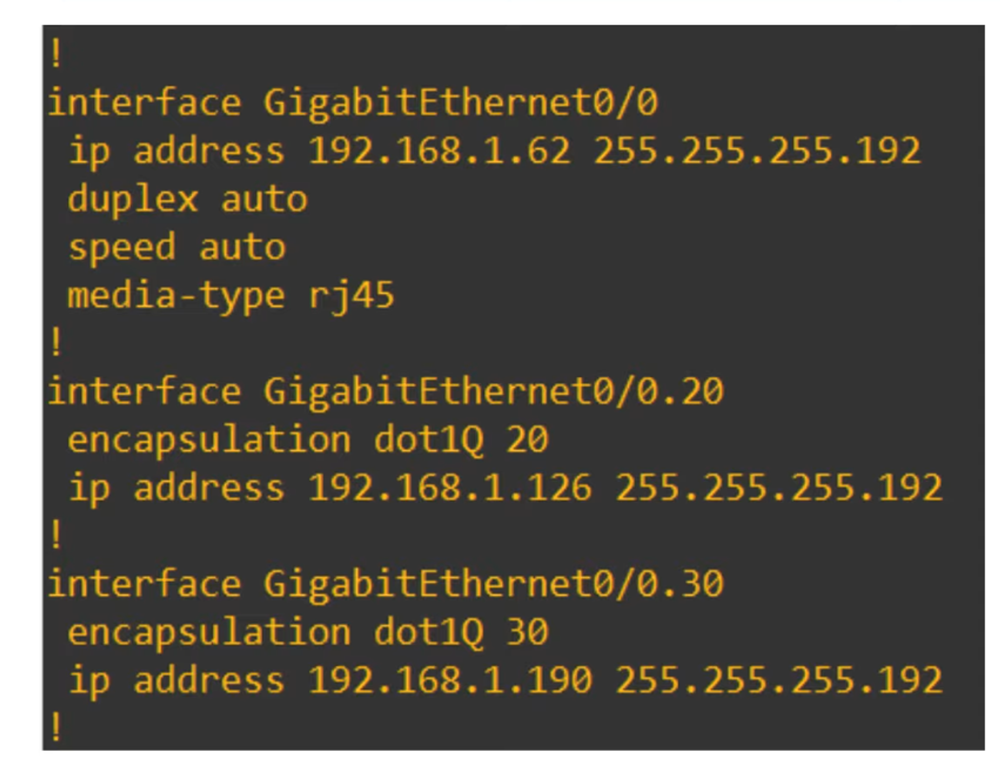 !
interface GigabitEthernet0/0
 ip address 192.168.1.62 255.255.255.192
 duplex auto
 speed auto
 media-type rj45
!
interface GigabitEthernet0/0.20
 encapsulation dot1Q 20
 ip address 192.168.1.126 255.255.255.192
!
interface GigabitEthernet0/0.30
 encapsulation dot1Q 30
 ip address 192.168.1.190 255.255.255.192
!